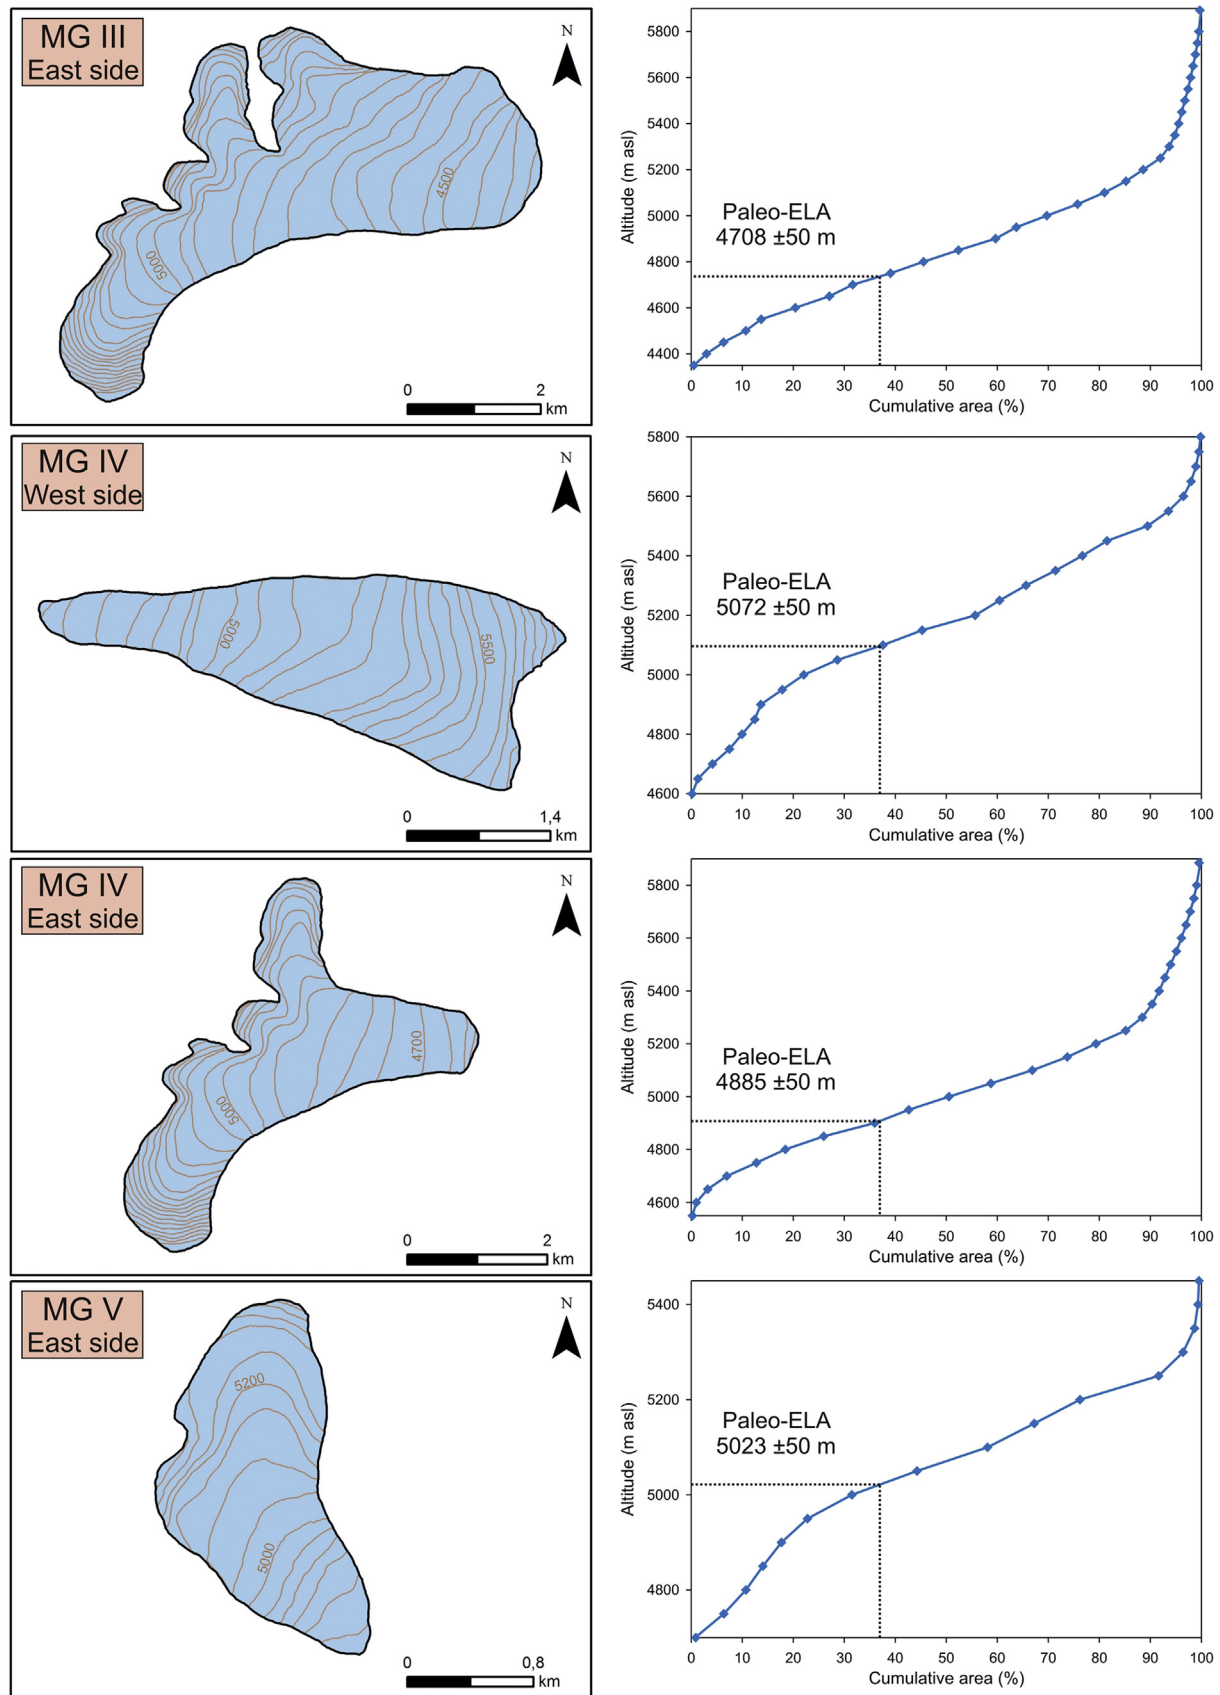 MG III
East side
N
4500
5000
0 2
km
Altitude (m asl)
5800
5600
5400
5200
5000
4800
4600
4400
Paleo-ELA
4708 ±50 m
0 10 20 30 40 50 60 70 80 90 100
Cumulative area (%)
MG IV
West side
N
5000
5500
0 1,4
km
Altitude (m asl)
5800
5600
5400
5200
5000
4800
4600
Paleo-ELA
5072 ±50 m
0 10 20 30 40 50 60 70 80 90 100
Cumulative area (%)
MG IV
East side
N
4700
5000
0 2
km
Altitude (m asl)
5800
5600
5400
5200
5000
4800
4600
Paleo-ELA
4885 ±50 m
0 10 20 30 40 50 60 70 80 90 100
Cumulative area (%)
MG V
East side
N
5200
5000
0 0,8
km
Altitude (m asl)
5400
5200
5000
4800
Paleo-ELA
5023 ±50 m
0 10 20 30 40 50 60 70 80 90 100
Cumulative area (%)